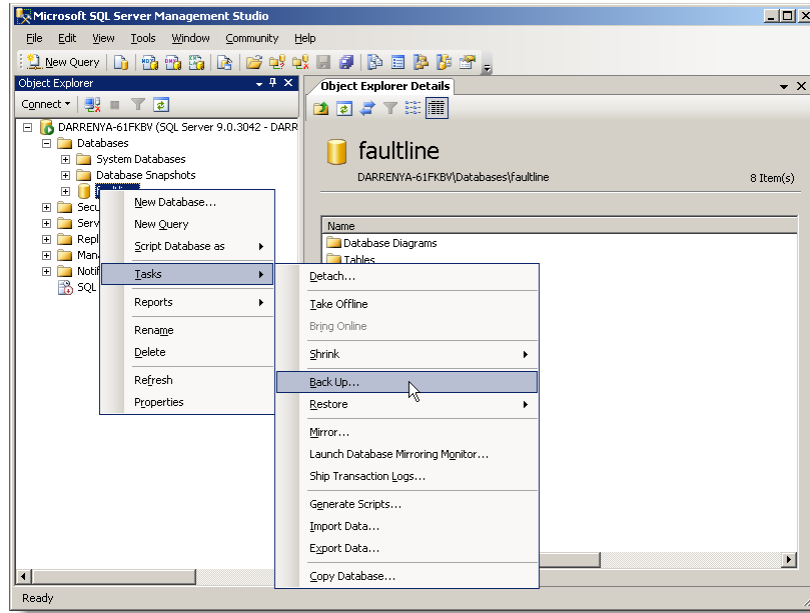 Microsoft SQL Server Management Studio
File Edit View Tools Window Community Help
New Query
Object Explorer
Connect
DARRENYA-61FKBV (SQL Server 9.0.3042 - DARR
Databases
System Databases
Database Snapshots
Secu
Serv
Repl
Mana
Notif
SQL
New Database...
New Query
Script Database as
Tasks
Reports
Rename
Delete
Refresh
Properties
Detach...
Take Offline
Bring Online
Shrink
Back Up...
Restore
Mirror...
Launch Database Mirroring Monitor...
Ship Transaction Logs...
Generate Scripts...
Import Data...
Export Data...
Copy Database...
Object Explorer Details
faultline
DARRENYA-61FKBV\Databases\faultline
8 Item(s)
Name
Database Diagrams
Tables
Ready